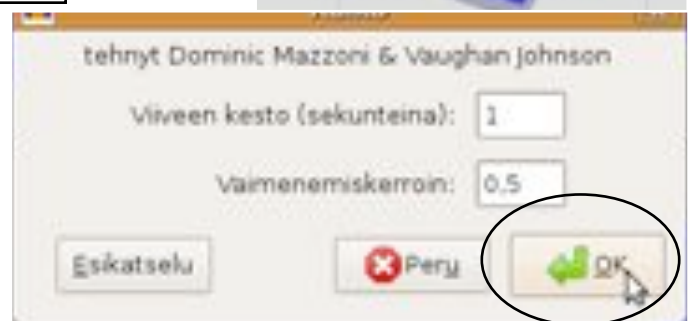 tehnyt Dominic Mazzoni & Vaughan Johnson
Viiveen kesto (sekunteina): 1
Vaimenemiskerroin: 0,5
Esikatselu Peru OK